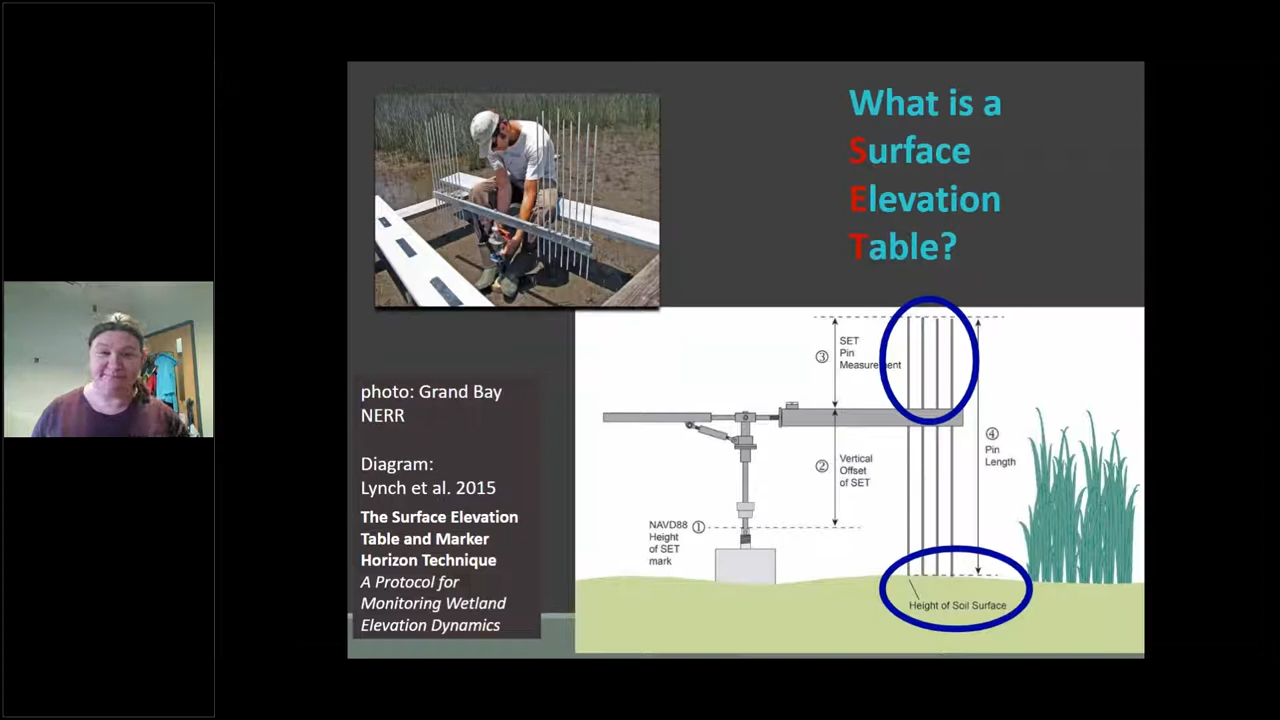 What is a
Surface
Elevation
Table?
photo: Grand Bay
NERR
Diagram:
Lynch et al. 2015
The Surface Elevation
Table and Marker
Horizon Technique
A Protocol for
Monitoring Wetland
Elevation Dynamics
③
SET
Pin
Measurement
②
Vertical
Offset
of SET
④
Pin
Length
NAVD88 ①
Height
of SET
mark
Height of Soil Surface